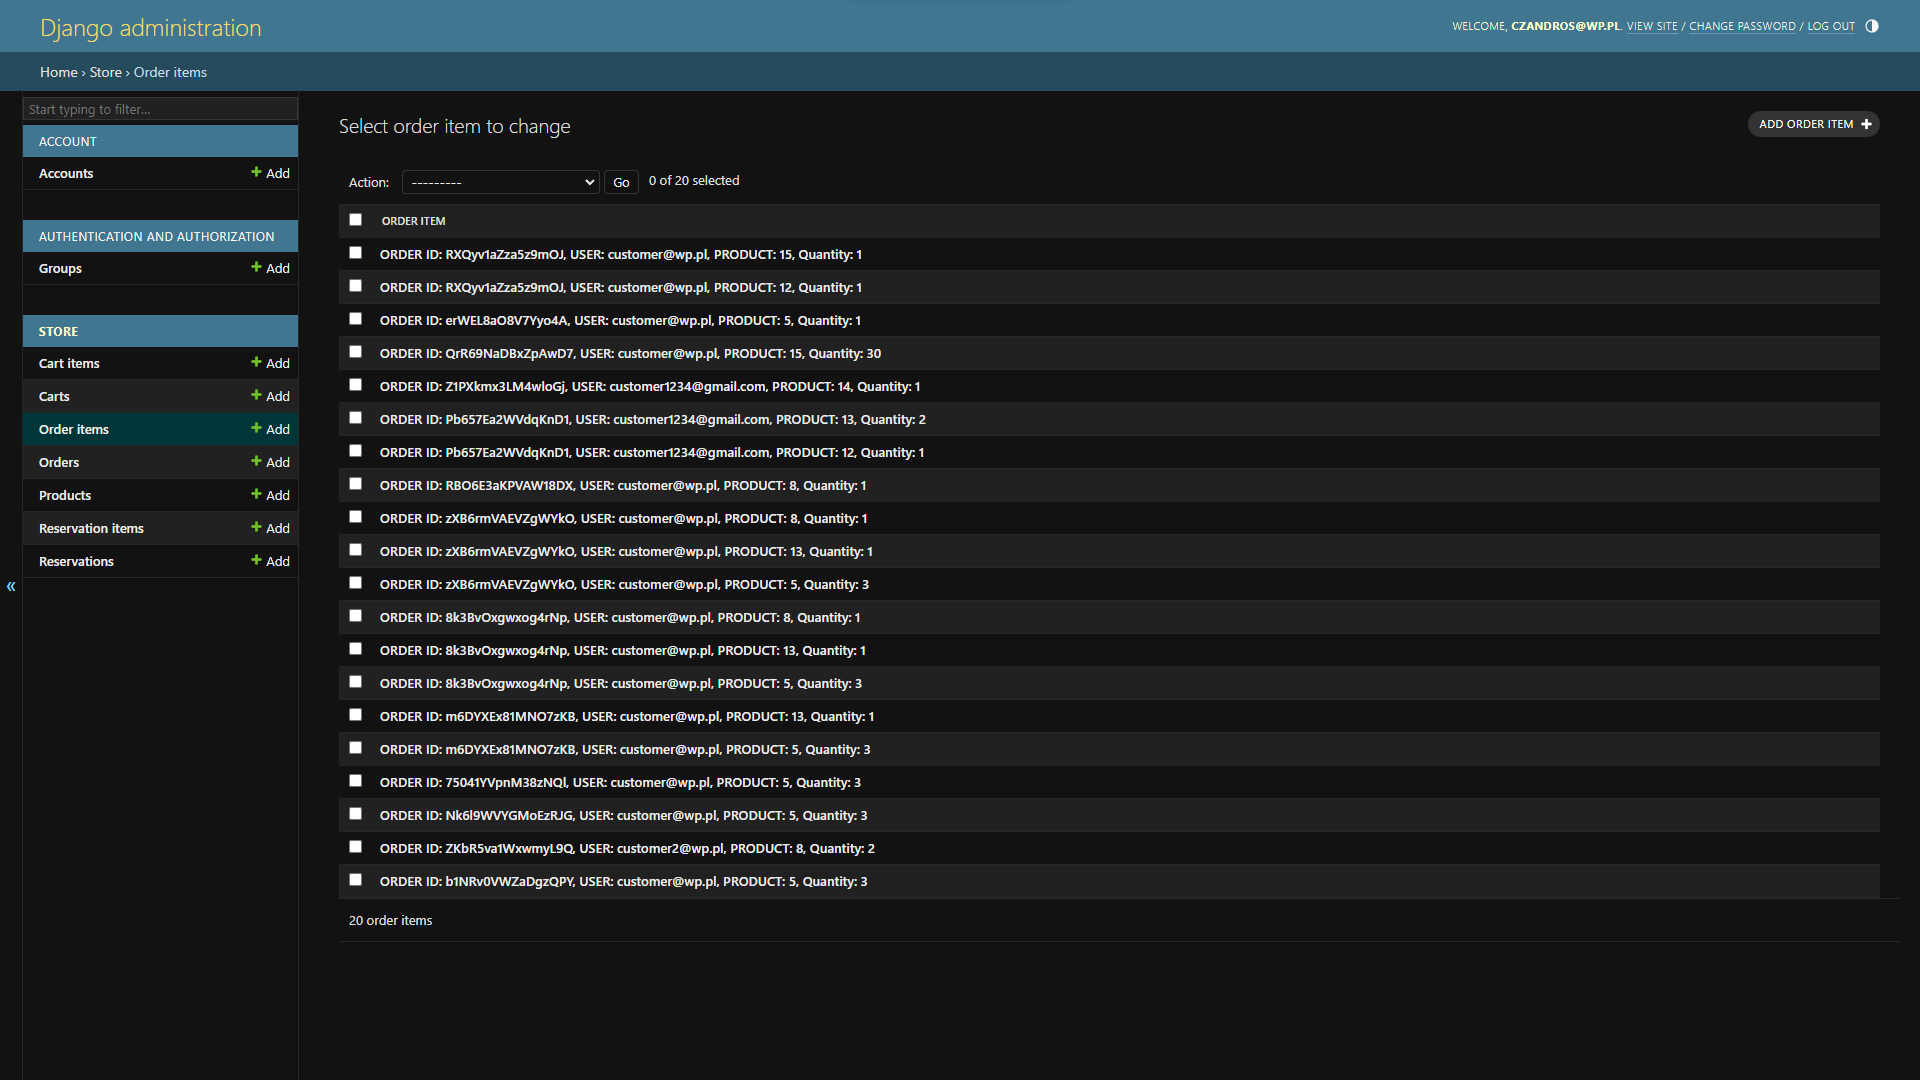 Django administration
WELCOME, CZANDROS@WP.PL. VIEW SITE / CHANGE PASSWORD / LOG OUT
Home › Store › Order items
Start typing to filter...
ACCOUNT
Accounts + Add
AUTHENTICATION AND AUTHORIZATION
Groups + Add
STORE
Cart items + Add
Carts + Add
Order items + Add
Orders + Add
Products + Add
Reservation items + Add
Reservations + Add
«
Select order item to change
ADD ORDER ITEM +
Action: --------- Go 0 of 20 selected
ORDER ITEM
ORDER ID: RXQyv1aZza5z9mOJ, USER: customer@wp.pl, PRODUCT: 15, Quantity: 1
ORDER ID: RXQyv1aZza5z9mOJ, USER: customer@wp.pl, PRODUCT: 12, Quantity: 1
ORDER ID: erWEL8aO8V7Yyo4A, USER: customer@wp.pl, PRODUCT: 5, Quantity: 1
ORDER ID: QrR69NaDBxZpAwD7, USER: customer@wp.pl, PRODUCT: 15, Quantity: 30
ORDER ID: Z1PXkmx3LM4wloGj, USER: customer1234@gmail.com, PRODUCT: 14, Quantity: 1
ORDER ID: Pb657Ea2WVdqKnD1, USER: customer1234@gmail.com, PRODUCT: 13, Quantity: 2
ORDER ID: Pb657Ea2WVdqKnD1, USER: customer1234@gmail.com, PRODUCT: 12, Quantity: 1
ORDER ID: RBO6E3aKPVAW18DX, USER: customer@wp.pl, PRODUCT: 8, Quantity: 1
ORDER ID: zXB6rmVAEVZgWYkO, USER: customer@wp.pl, PRODUCT: 8, Quantity: 1
ORDER ID: zXB6rmVAEVZgWYkO, USER: customer@wp.pl, PRODUCT: 13, Quantity: 1
ORDER ID: zXB6rmVAEVZgWYkO, USER: customer@wp.pl, PRODUCT: 5, Quantity: 3
ORDER ID: 8k3BvOxgwxog4rNp, USER: customer@wp.pl, PRODUCT: 8, Quantity: 1
ORDER ID: 8k3BvOxgwxog4rNp, USER: customer@wp.pl, PRODUCT: 13, Quantity: 1
ORDER ID: 8k3BvOxgwxog4rNp, USER: customer@wp.pl, PRODUCT: 5, Quantity: 3
ORDER ID: m6DYXEx81MNO7zKB, USER: customer@wp.pl, PRODUCT: 13, Quantity: 1
ORDER ID: m6DYXEx81MNO7zKB, USER: customer@wp.pl, PRODUCT: 5, Quantity: 3
ORDER ID: 75041YVpnM38zNQl, USER: customer@wp.pl, PRODUCT: 5, Quantity: 3
ORDER ID: Nk6l9WVYGMoEzRJG, USER: customer@wp.pl, PRODUCT: 5, Quantity: 3
ORDER ID: ZKbR5va1WxwmyL9Q, USER: customer2@wp.pl, PRODUCT: 8, Quantity: 2
ORDER ID: b1NRv0VWZaDgzQPY, USER: customer@wp.pl, PRODUCT: 5, Quantity: 3
20 order items